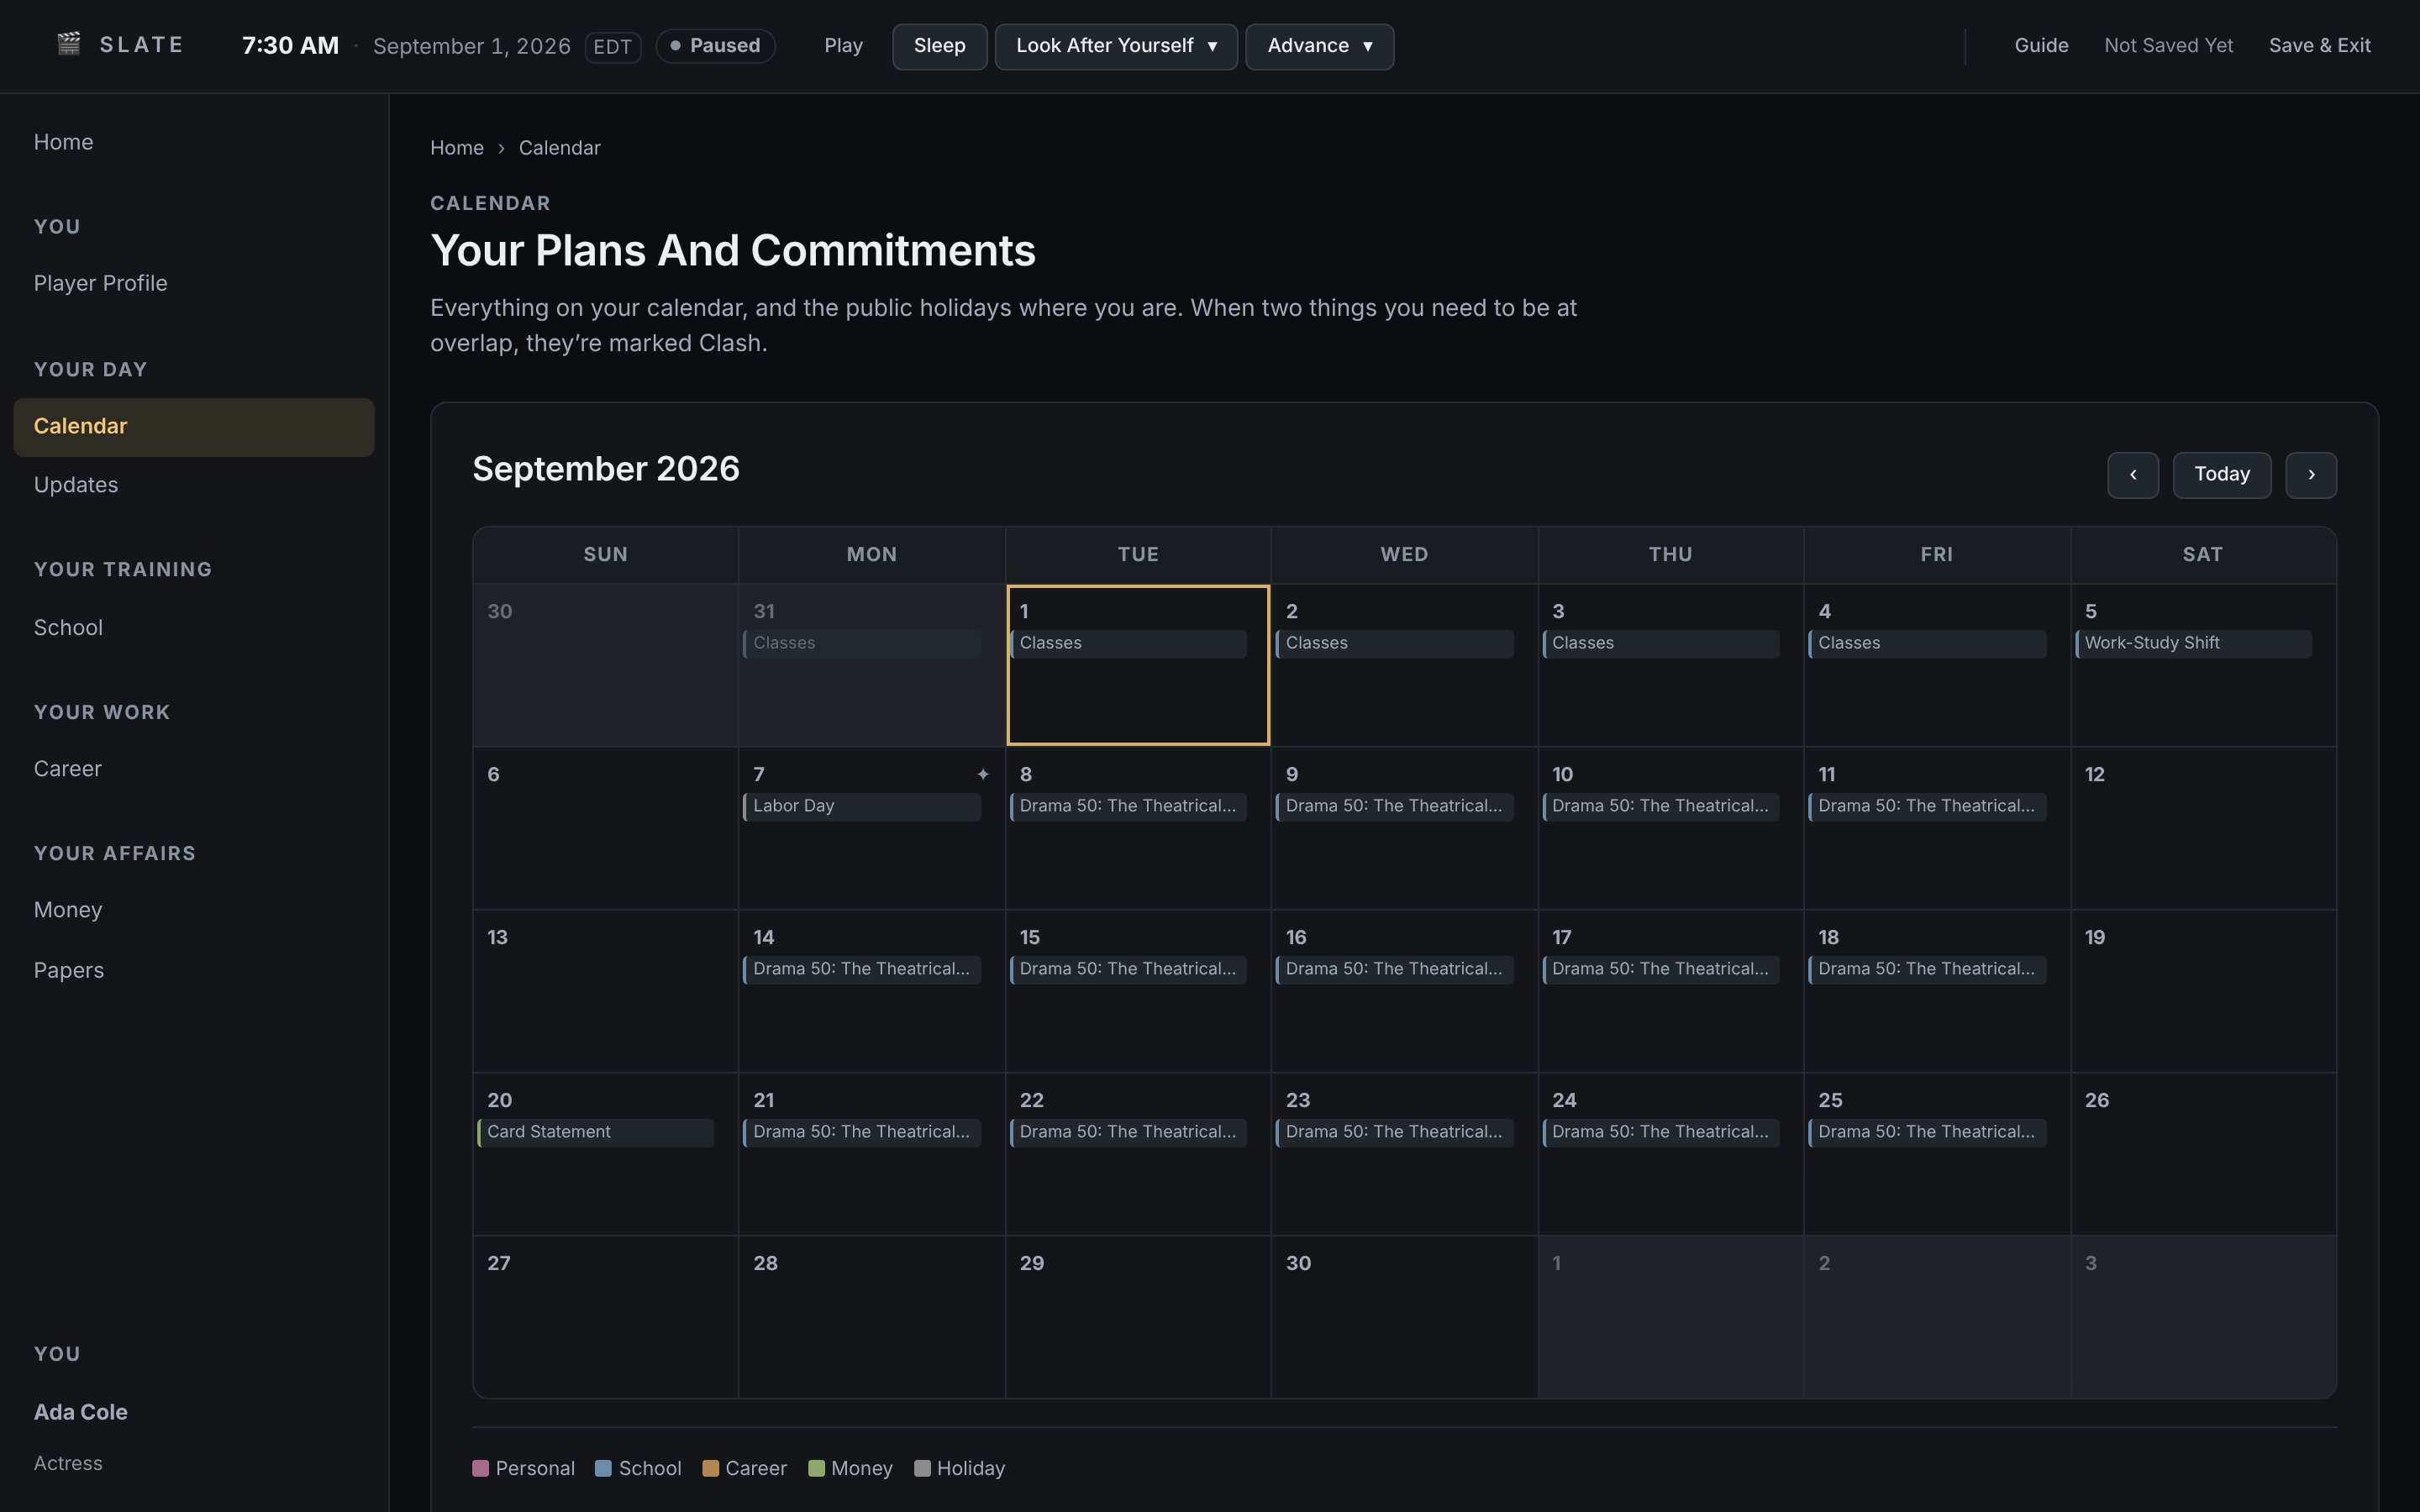 SLATE
7:30 AM · September 1, 2026 EDT Paused Play Sleep Look After Yourself ▾ Advance ▾ Guide Not Saved Yet Save & Exit
Home
YOU
Player Profile
YOUR DAY
Calendar
Updates
YOUR TRAINING
School
YOUR WORK
Career
YOUR AFFAIRS
Money
Papers
YOU
Ada Cole
Actress
Home › Calendar
CALENDAR
Your Plans And Commitments
Everything on your calendar, and the public holidays where you are. When two things you need to be at
overlap, they’re marked Clash.
September 2026
‹ Today ›
SUN MON TUE WED THU FRI SAT
30 31 1 2 3 4 5
Classes Classes Classes Classes Classes Work-Study Shift
6 7 ✦ 8 9 10 11 12
Labor Day Drama 50: The Theatrical... Drama 50: The Theatrical... Drama 50: The Theatrical... Drama 50: The Theatrical...
13 14 15 16 17 18 19
Drama 50: The Theatrical... Drama 50: The Theatrical... Drama 50: The Theatrical... Drama 50: The Theatrical... Drama 50: The Theatrical...
20 21 22 23 24 25 26
Card Statement Drama 50: The Theatrical... Drama 50: The Theatrical... Drama 50: The Theatrical... Drama 50: The Theatrical... Drama 50: The Theatrical...
27 28 29 30 1 2 3
Personal School Career Money Holiday